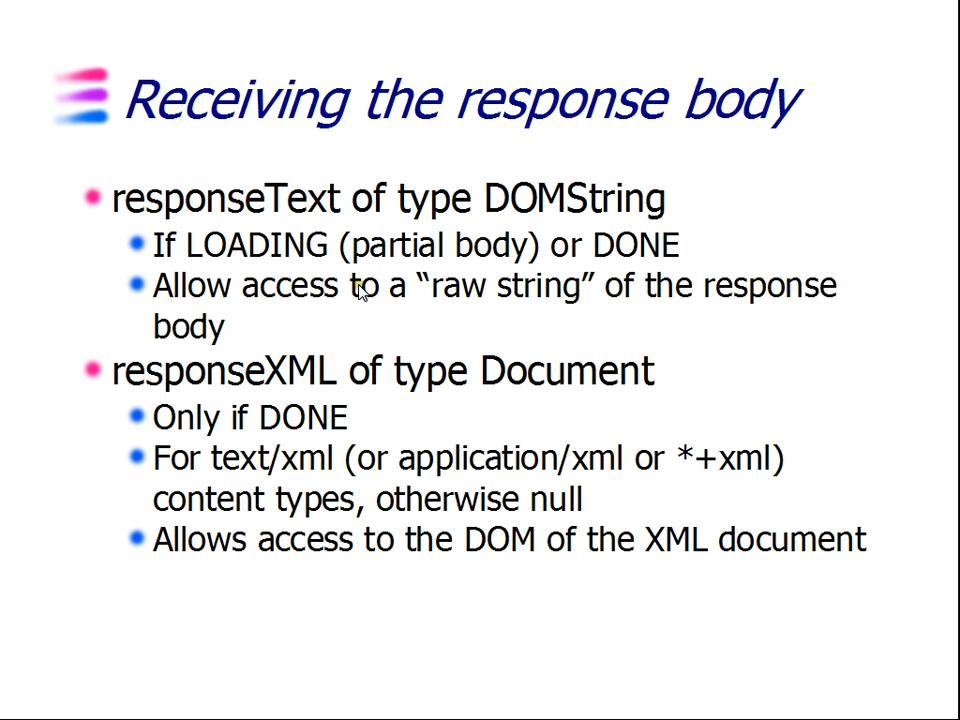 Receiving the response body
responseText of type DOMString
If LOADING (partial body) or DONE
Allow access to a “raw string” of the response
body
responseXML of type Document
Only if DONE
For text/xml (or application/xml or *+xml)
content types, otherwise null
Allows access to the DOM of the XML document